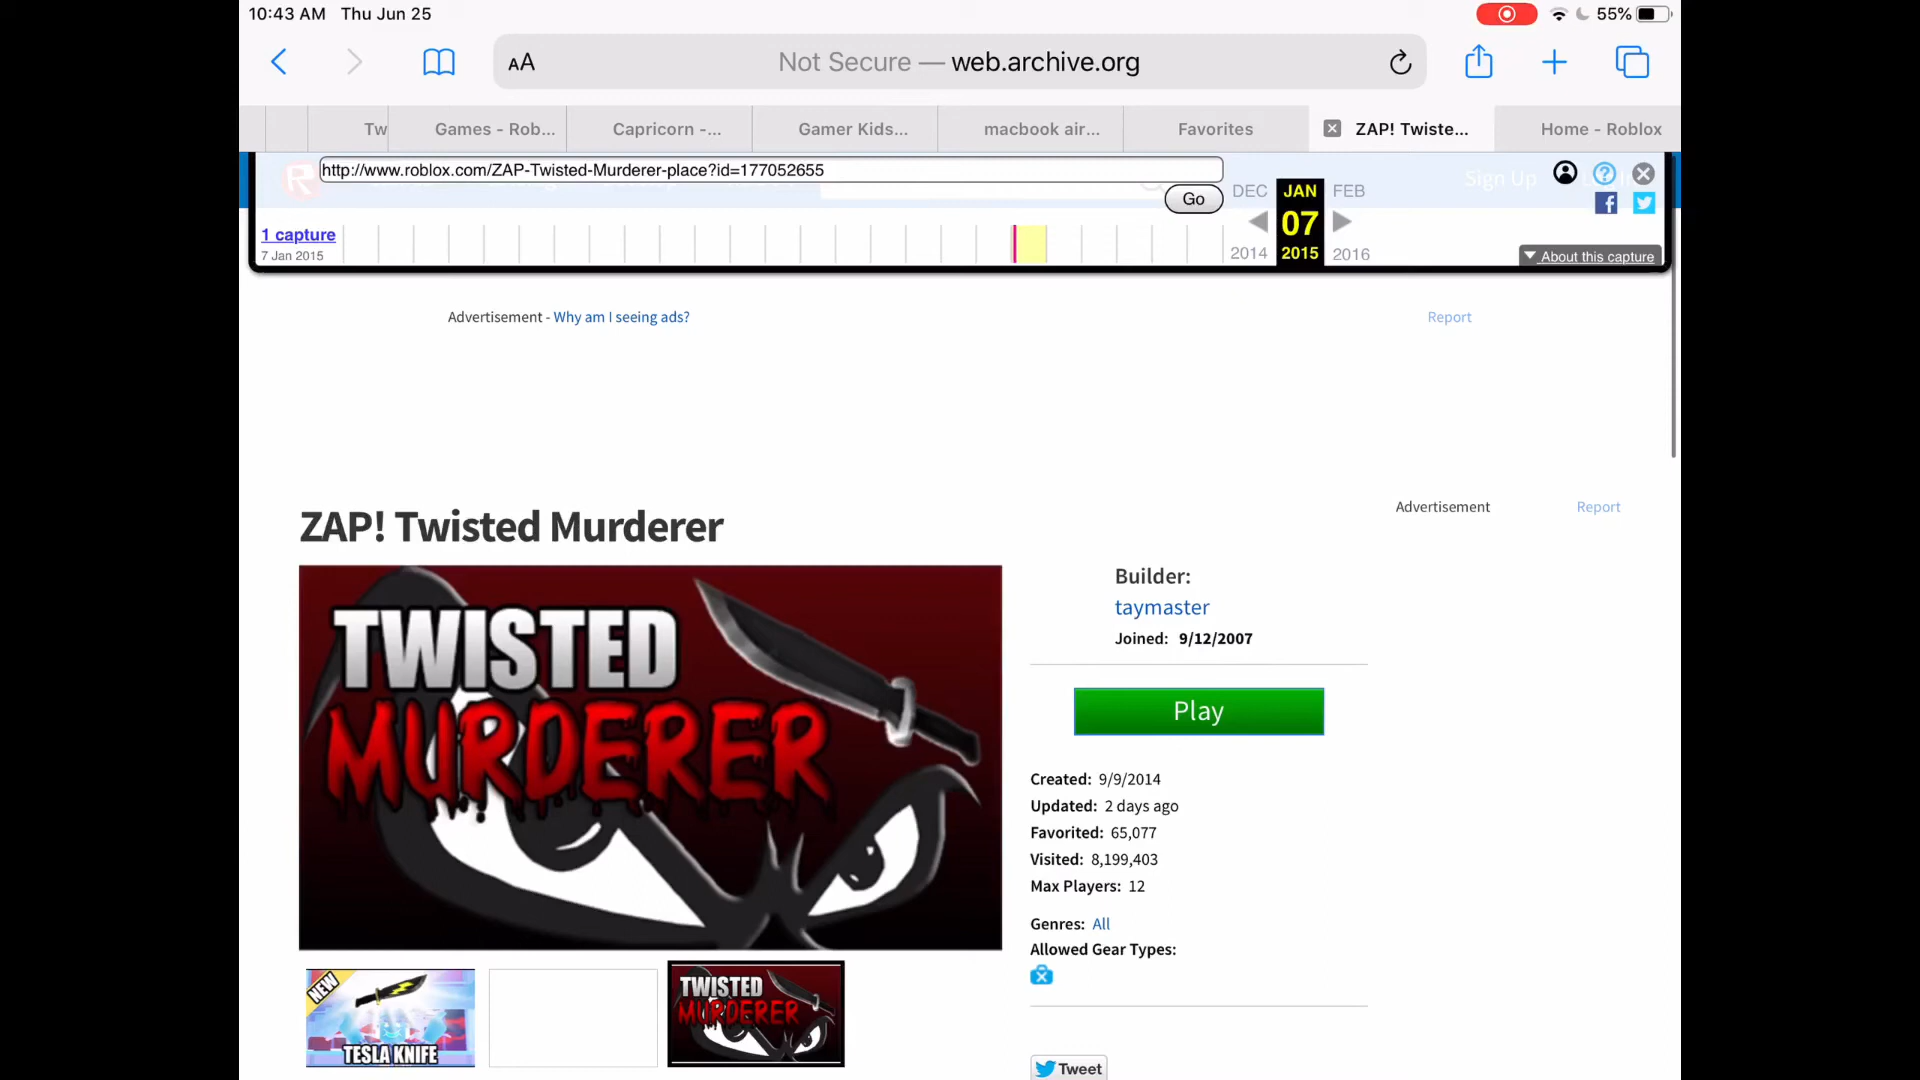 10:43 AM Thu Jun 25
55%
AA Not Secure — web.archive.org
Tw Games - Rob... Capricorn -... Gamer Kids... macbook air... Favorites ZAP! Twiste... Home - Roblox
http://www.roblox.com/ZAP-Twisted-Murderer-place?id=177052655
Sign Up
Go
DEC JAN FEB
07
2014 2015 2016
1 capture
7 Jan 2015
About this capture
Advertisement - Why am I seeing ads?
Report
ZAP! Twisted Murderer
Advertisement
Report
TWISTED
MURDERER
Builder:
taymaster
Joined: 9/12/2007
Play
Created: 9/9/2014
Updated: 2 days ago
Favorited: 65,077
Visited: 8,199,403
Max Players: 12
Genres: All
Allowed Gear Types:
NEW
TESLA KNIFE
TWISTED
MURDERER
Tweet